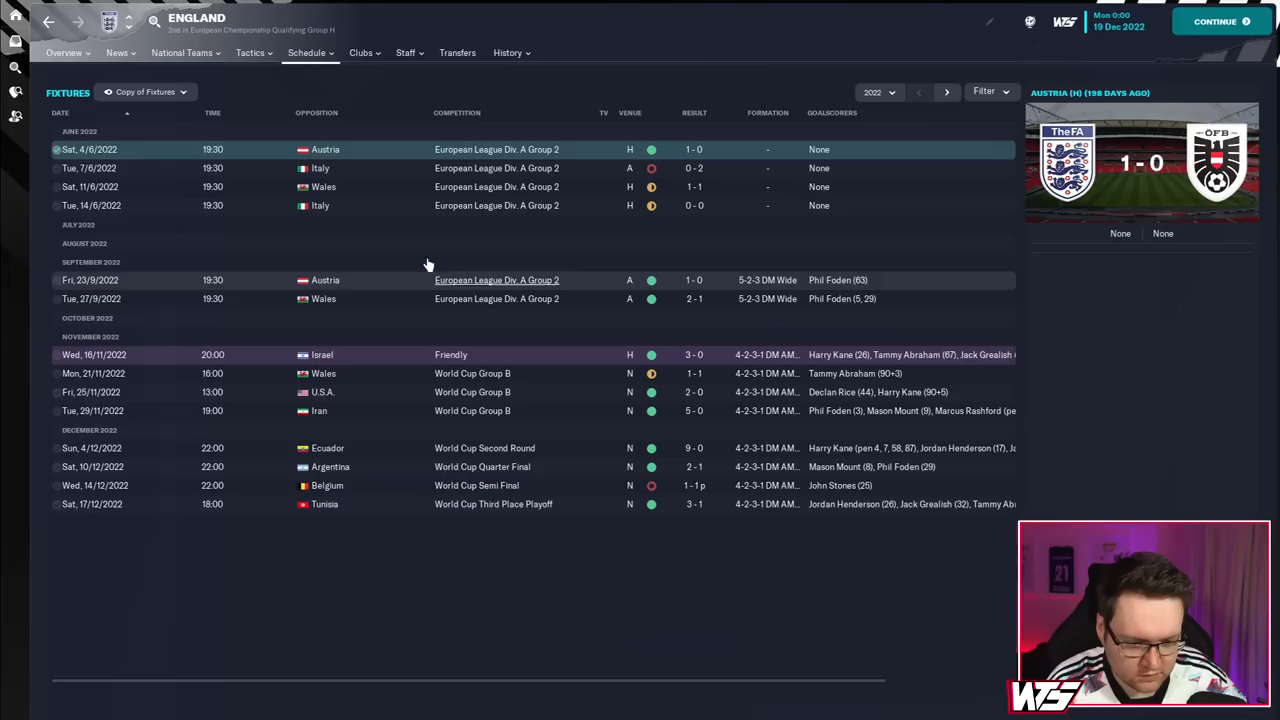 ENGLAND
2nd in European Championship Qualifying Group H
WTS
Mon 0:00
19 Dec 2022
CONTINUE
Overview News National Teams Tactics Schedule Clubs Staff Transfers History
FIXTURES Copy of Fixtures 2022 Filter
AUSTRIA (H) (198 DAYS AGO)
DATE TIME OPPOSITION COMPETITION TV VENUE RESULT FORMATION GOALSCORERS
JUNE 2022
Sat, 4/6/2022 19:30 Austria European League Div. A Group 2 H 1 - 0 - None
Tue, 7/6/2022 19:30 Italy European League Div. A Group 2 A 0 - 2 - None
Sat, 11/6/2022 19:30 Wales European League Div. A Group 2 H 1 - 1 - None
Tue, 14/6/2022 19:30 Italy European League Div. A Group 2 H 0 - 0 - None
JULY 2022
AUGUST 2022
SEPTEMBER 2022
Fri, 23/9/2022 19:30 Austria European League Div. A Group 2 A 1 - 0 5-2-3 DM Wide Phil Foden (63)
Tue, 27/9/2022 19:30 Wales European League Div. A Group 2 A 2 - 1 5-2-3 DM Wide Phil Foden (5, 29)
OCTOBER 2022
NOVEMBER 2022
Wed, 16/11/2022 20:00 Israel Friendly H 3 - 0 4-2-3-1 DM AM... Harry Kane (26), Tammy Abraham (67), Jack Grealish
Mon, 21/11/2022 16:00 Wales World Cup Group B N 1 - 1 4-2-3-1 DM AM... Tammy Abraham (90+3)
Fri, 25/11/2022 13:00 U.S.A. World Cup Group B N 2 - 0 4-2-3-1 DM AM... Declan Rice (44), Harry Kane (90+5)
Tue, 29/11/2022 19:00 Iran World Cup Group B N 5 - 0 4-2-3-1 DM AM... Phil Foden (3), Mason Mount (9), Marcus Rashford (pe
DECEMBER 2022
Sun, 4/12/2022 22:00 Ecuador World Cup Second Round N 9 - 0 4-2-3-1 DM AM... Harry Kane (pen 4, 7, 58, 87), Jordan Henderson (17), Ja
Sat, 10/12/2022 22:00 Argentina World Cup Quarter Final N 2 - 1 4-2-3-1 DM AM... Mason Mount (8), Phil Foden (29)
Wed, 14/12/2022 22:00 Belgium World Cup Semi Final N 1 - 1 p 4-2-3-1 DM AM... John Stones (25)
Sat, 17/12/2022 18:00 Tunisia World Cup Third Place Playoff N 3 - 1 4-2-3-1 DM AM... Jordan Henderson (26), Jack Grealish (32), Tammy Ab
The FA
1 - 0
ÖFB
None None
21
WTS